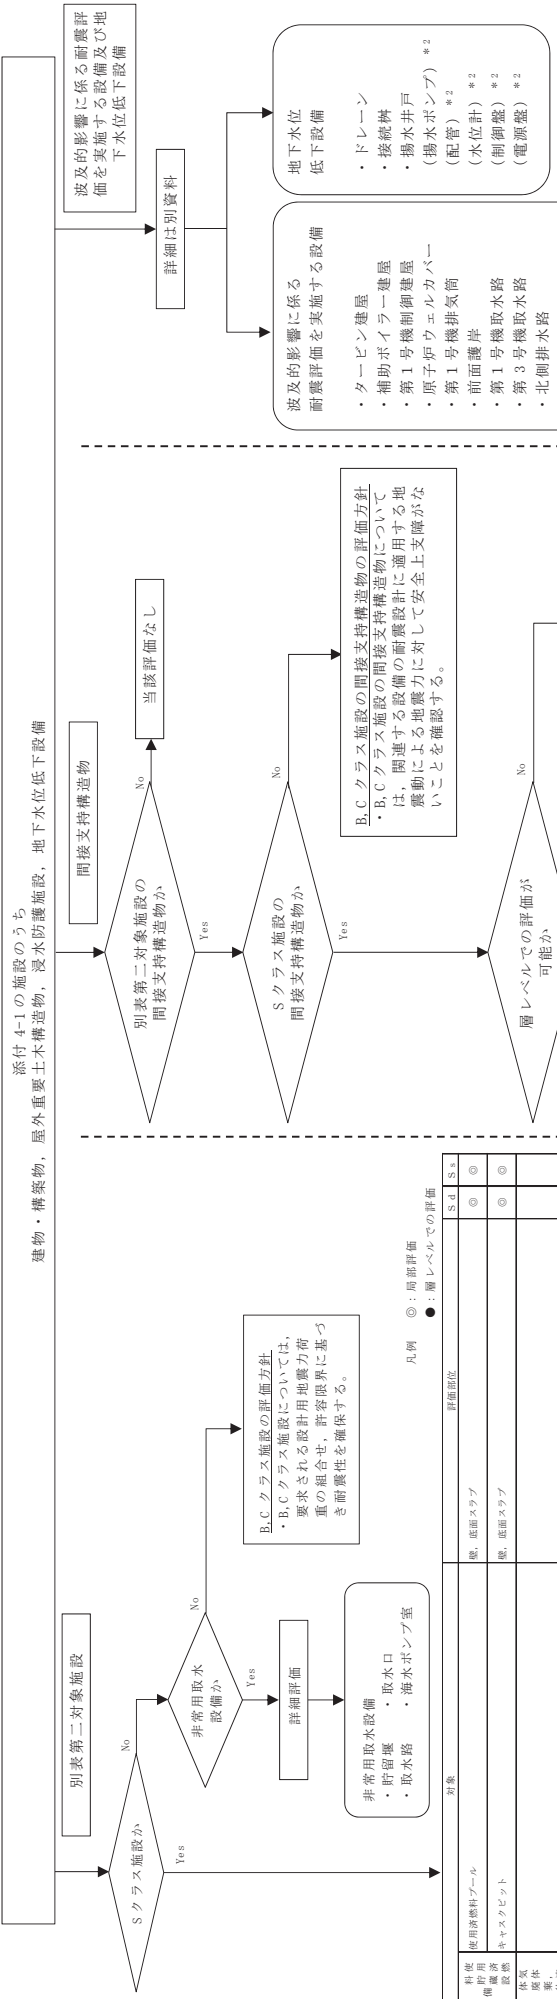 添付 4-1 の施設のうち
建物・構築物，屋外重要土木構造物，浸水防護施設，地下水位低下設備
別表第二対象施設
Sクラス施設か
No
Yes
非常用取水
設備か
No
Yes
詳細評価
非常用取水設備
・貯留堰　・取水口
・取水路　・海水ポンプ室
B,C クラス施設の評価方針
・B,C クラス施設については，
要求される設計用地震力荷
重の組合せ，許容限界に基づ
き耐震性を確保する。
凡例　◎：局部評価
●：層レベルでの評価
対象　評価部位　Sd　Ss
使用済燃料プール　壁，底面スラブ　◎　◎
キャスクピット　壁，底面スラブ　◎　◎
間接支持構造物
別表第二対象施設の
間接支持構造物か
No
当該評価なし
Yes
Sクラス施設の
間接支持構造物か
No
Yes
B,C クラス施設の間接支持構造物の評価方針
・B,C クラス施設の間接支持構造物について
は，関連する設備の耐震設計に適用する地
震動による地震力に対して安全上支障がな
いことを確認する。
層レベルでの評価が
可能か
No
波及的影響に係る耐震評
価を実施する設備及び地
下水位低下設備
詳細は別資料
波及的影響に係る
耐震評価を実施する設備
・タービン建屋
・補助ボイラー建屋
・第１号機制御建屋
・原子炉ウェルカバー
・第１号機排気筒
・前面護岸
・第１号機取水路
・第３号機取水路
・北側排水路
地下水位
低下設備
・ドレーン
・接続桝
・揚水井戸
(揚水ポンプ)＊2
(配管)＊2
(水位計)＊2
(制御盤)＊2
(電源盤)＊2